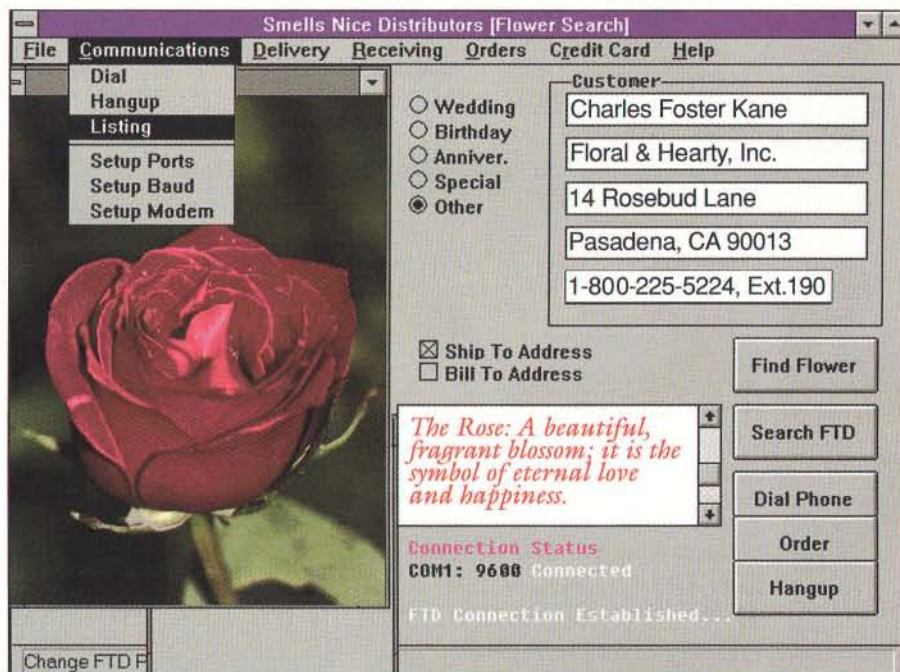 Smells Nice Distributors [Flower Search]
File Communications Delivery Receiving Orders Credit Card Help
Dial
Hangup
Listing
Setup Ports
Setup Baud
Setup Modem
Wedding
Birthday
Anniver.
Special
Other
Customer
Charles Foster Kane
Floral & Hearty, Inc.
14 Rosebud Lane
Pasadena, CA 90013
1-800-225-5224, Ext.190
Ship To Address
Bill To Address
Find Flower
Search FTD
Dial Phone
Order
Hangup
The Rose: A beautiful,
fragrant blossom; it is the
symbol of eternal love
and happiness.
Connection Status
COM1: 9600 Connected
FTD Connection Established...
Change FTD P